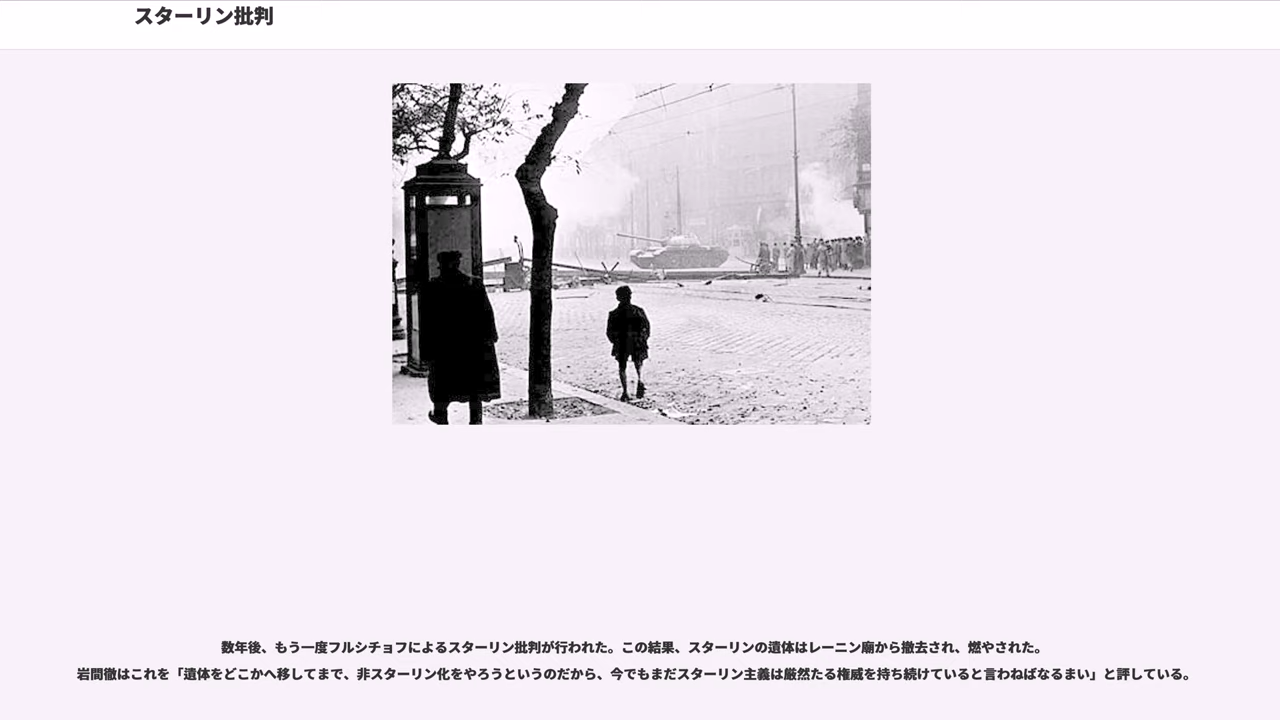 スターリン批判
数年後、もう一度フルシチョフによるスターリン批判が行われた。この結果、スターリンの遺体はレーニン廟から撤去され、燃やされた。
岩間徹はこれを「遺体をどこかへ移してまで、非スターリン化をやろうというのだから、今でもまだスターリン主義は厳然たる権威を持ち続けていると言わねばなるまい」と評している。